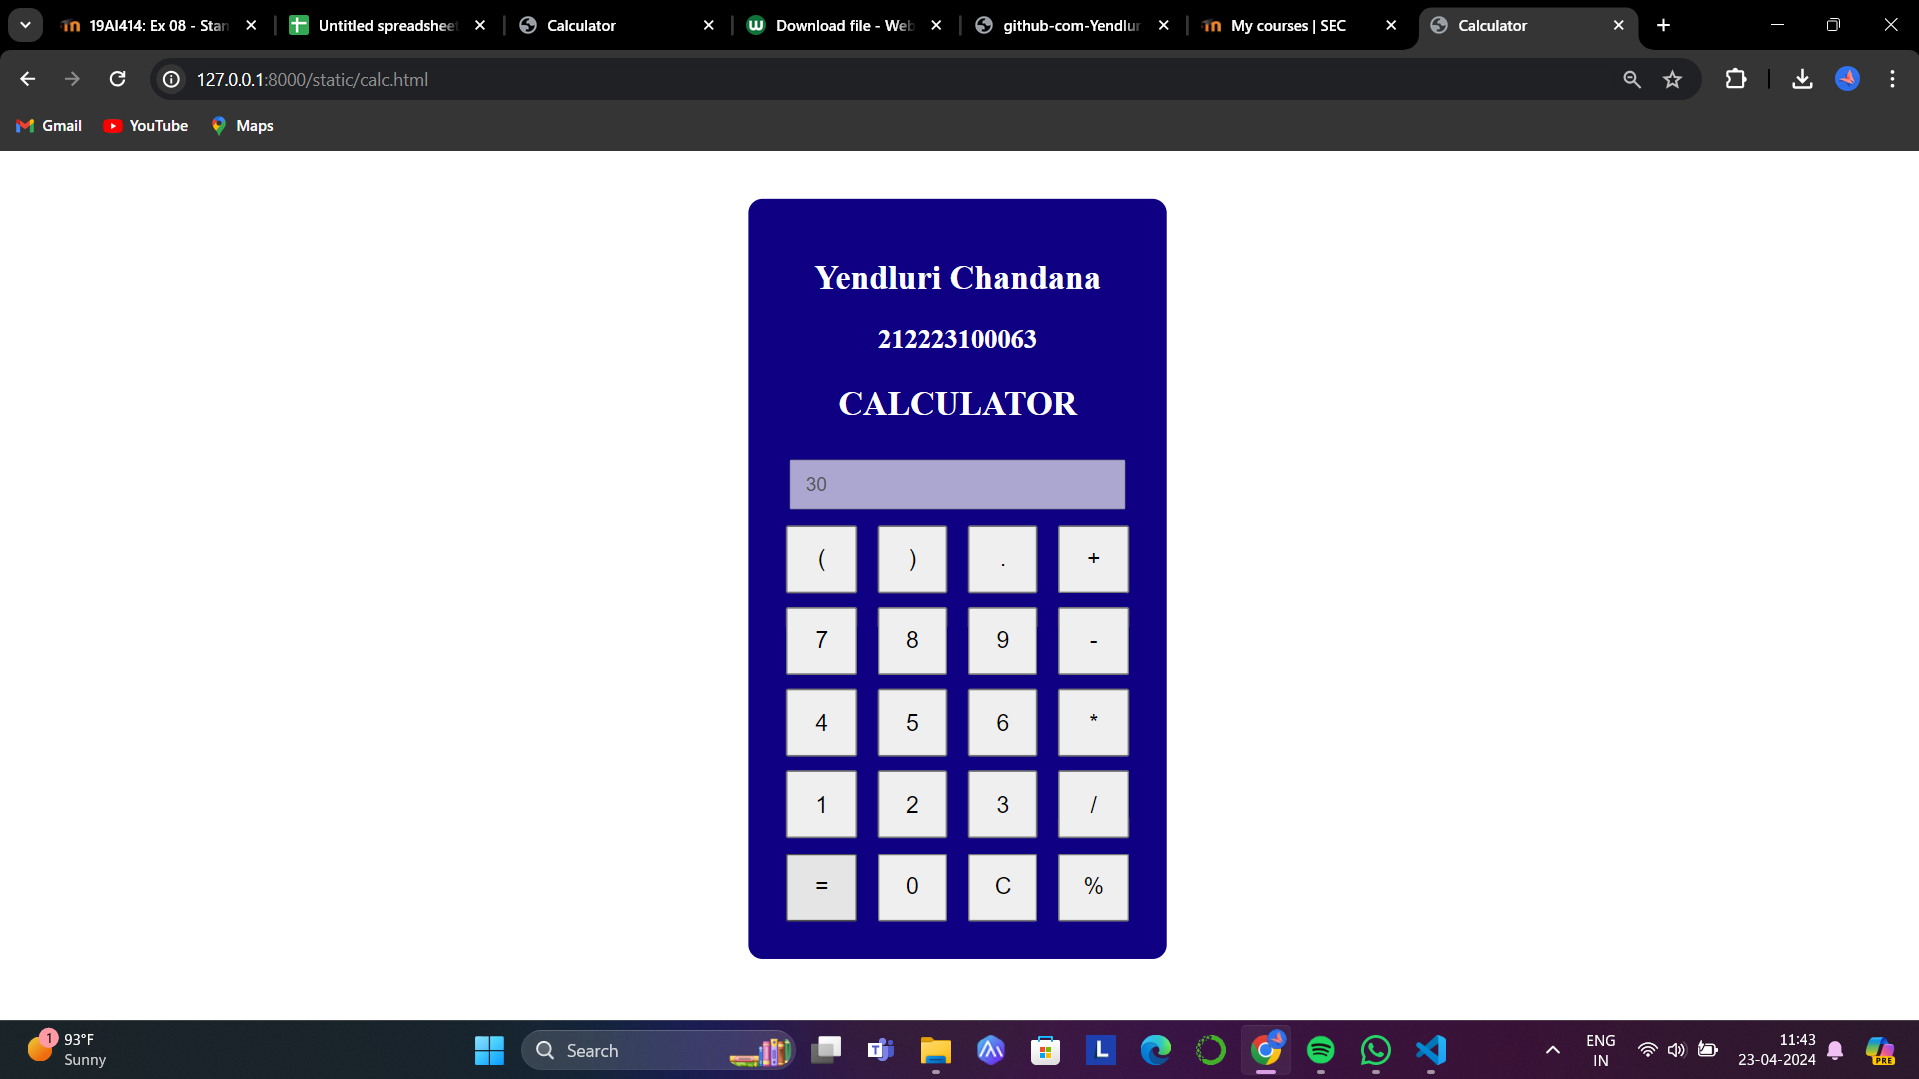 19AI414: Ex 08 - Stan
Untitled spreadsheet
Calculator
Download file - Web
github-com-Yendlur
My courses | SEC
Calculator
127.0.0.1:8000/static/calc.html
Gmail
YouTube
Maps
Yendluri Chandana
212223100063
CALCULATOR
30
( ) . +
7 8 9 -
4 5 6 *
1 2 3 /
= 0 C %
1
93°F
Sunny
Search
L
ENG
IN
11:43
23-04-2024
PRE